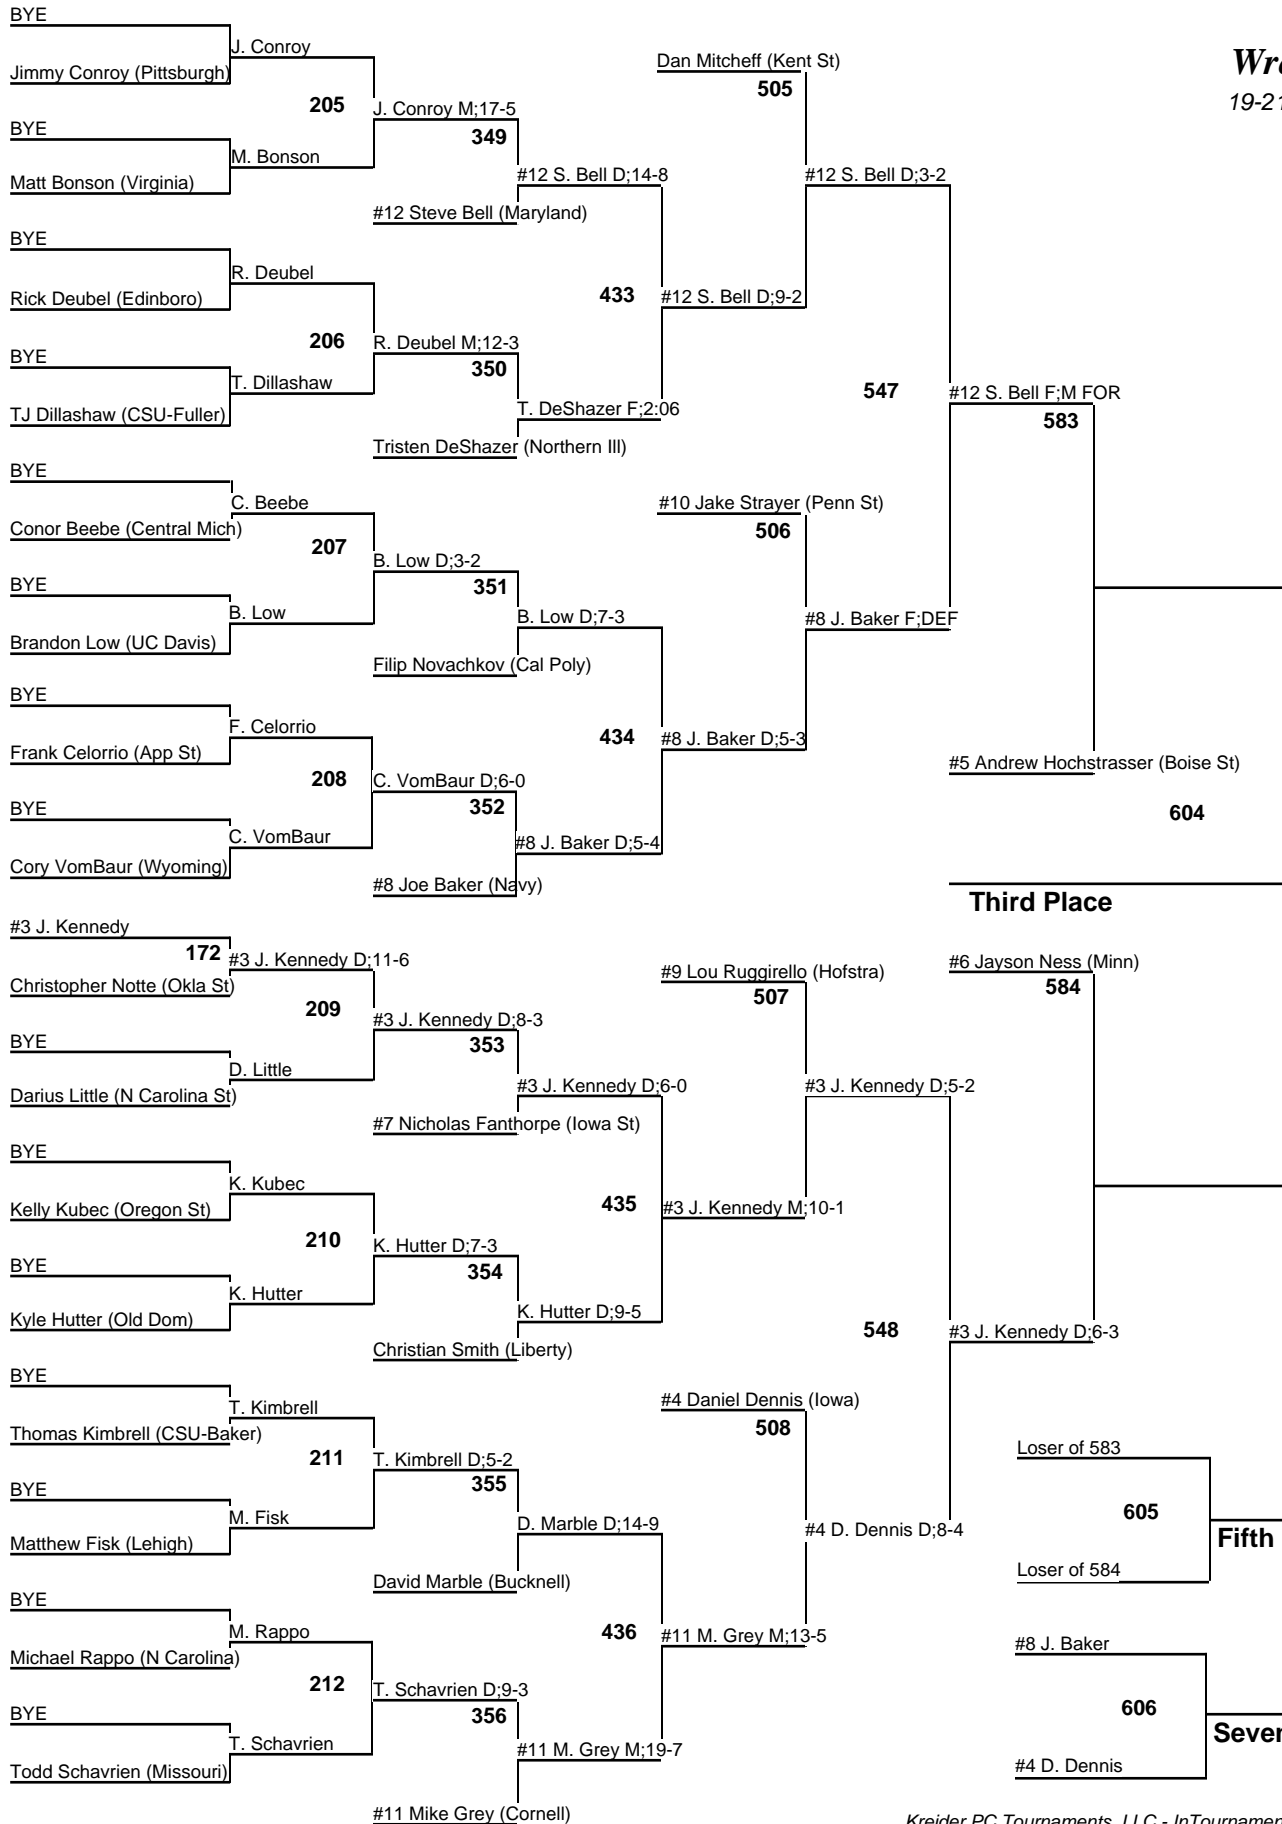 BYE
J. Conroy
Jimmy Conroy (Pittsburgh)
205
J. Conroy M;17-5
BYE
349
M. Bonson
Matt Bonson (Virginia)
#12 S. Bell D;14-8
#12 Steve Bell (Maryland)
BYE
R. Deubel
Rick Deubel (Edinboro)
433
#12 S. Bell D;9-2
206
R. Deubel M;12-3
BYE
350
T. Dillashaw
TJ Dillashaw (CSU-Fuller)
T. DeShazer F;2:06
Tristen DeShazer (Northern Ill)
Dan Mitcheff (Kent St)
505
#12 S. Bell D;3-2
547
#12 S. Bell F;M FOR
583
BYE
C. Beebe
Conor Beebe (Central Mich)
207
B. Low D;3-2
BYE
351
B. Low
Brandon Low (UC Davis)
B. Low D;7-3
Filip Novachkov (Cal Poly)
#10 Jake Strayer (Penn St)
506
#8 J. Baker F;DEF
BYE
F. Celorrio
Frank Celorrio (App St)
434
#8 J. Baker D;5-3
208
C. VomBaur D;6-0
BYE
352
C. VomBaur
Cory VomBaur (Wyoming)
#8 J. Baker D;5-4
#8 Joe Baker (Navy)
#5 Andrew Hochstrasser (Boise St)
604
Third Place
#3 J. Kennedy
172
#3 J. Kennedy D;11-6
Christopher Notte (Okla St)
209
#3 J. Kennedy D;8-3
353
BYE
D. Little
Darius Little (N Carolina St)
#3 J. Kennedy D;6-0
#7 Nicholas Fanthorpe (Iowa St)
#9 Lou Ruggirello (Hofstra)
507
#3 J. Kennedy D;5-2
#6 Jayson Ness (Minn)
584
BYE
K. Kubec
Kelly Kubec (Oregon St)
435
#3 J. Kennedy M;10-1
210
K. Hutter D;7-3
BYE
354
K. Hutter
Kyle Hutter (Old Dom)
K. Hutter D;9-5
Christian Smith (Liberty)
548
#3 J. Kennedy D;6-3
BYE
T. Kimbrell
Thomas Kimbrell (CSU-Baker)
211
T. Kimbrell D;5-2
355
BYE
M. Fisk
Matthew Fisk (Lehigh)
D. Marble D;14-9
David Marble (Bucknell)
#4 Daniel Dennis (Iowa)
508
#4 D. Dennis D;8-4
Loser of 583
605
Fifth
Loser of 584
BYE
M. Rappo
Michael Rappo (N Carolina)
436
#11 M. Grey M;13-5
212
T. Schavrien D;9-3
BYE
356
T. Schavrien
Todd Schavrien (Missouri)
#11 M. Grey M;19-7
#11 Mike Grey (Cornell)
#8 J. Baker
606
#4 D. Dennis
19-21